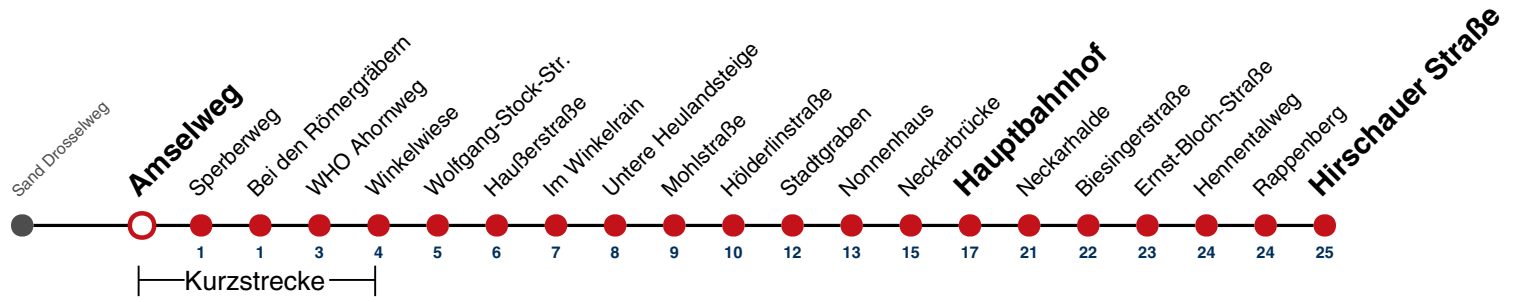 Sand Drosselweg
Amselweg
Sperberweg
Bei den Römergräbern
WHO Ahornweg
Winkelwiese
Wolfgang-Stock-Str.
Haußerstraße
Im Winkelrain
Untere Heulandsteige
Mohlstraße
Hölderlinstraße
Stadtgraben
Nonnenhaus
Neckarbrücke
Hauptbahnhof
Neckarhalde
Biesingerstraße
Ernst-Bloch-Straße
Hennentalweg
Rappenberg
Hirschauer Straße
1 1 3 4 5 6 7 8 9 10 12 13 15 17 21 22 23 24 24 25
Kurzstrecke